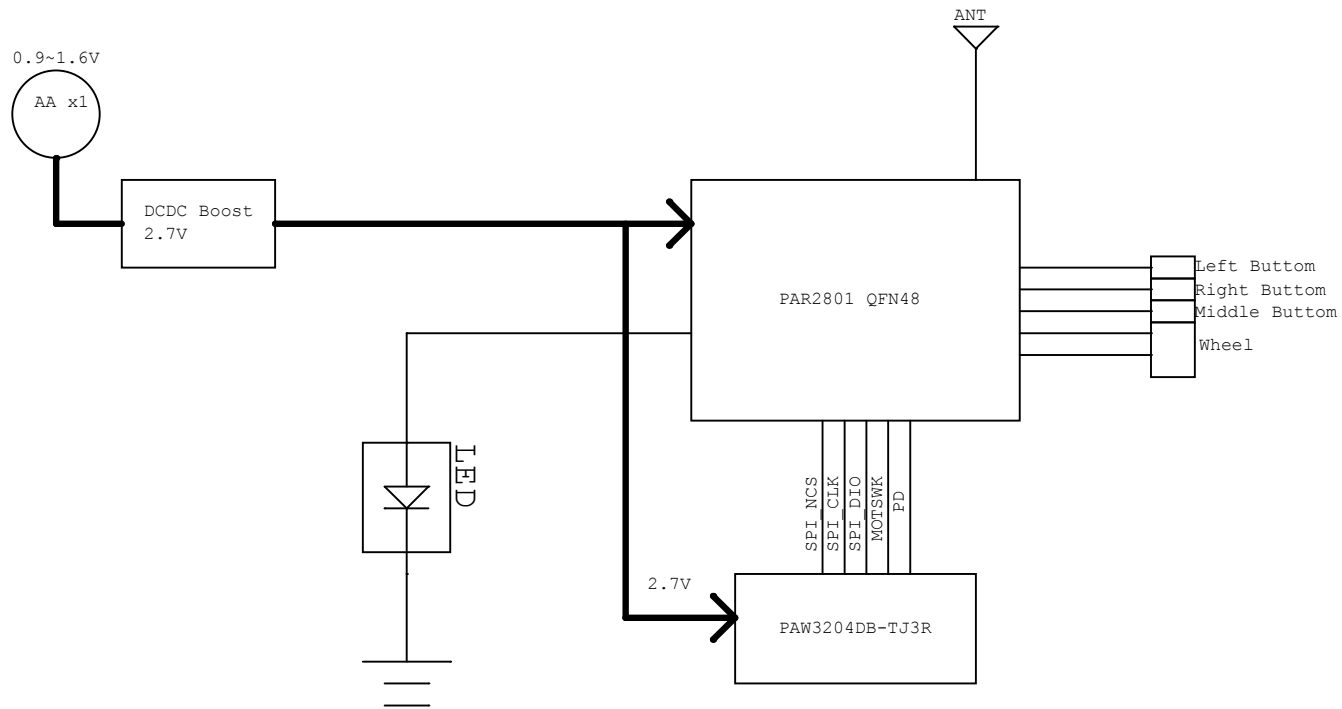 ANT
0.9~1.6V
AA x1
DCDC Boost
2.7V
PAR2801 QFN48
Left Buttom
Right Buttom
Middle Buttom
Wheel
LED
SPI_NCS
SPI_CLK
SPI_DIO
MOTSWK
PD
2.7V
PAW3204DB-TJ3R